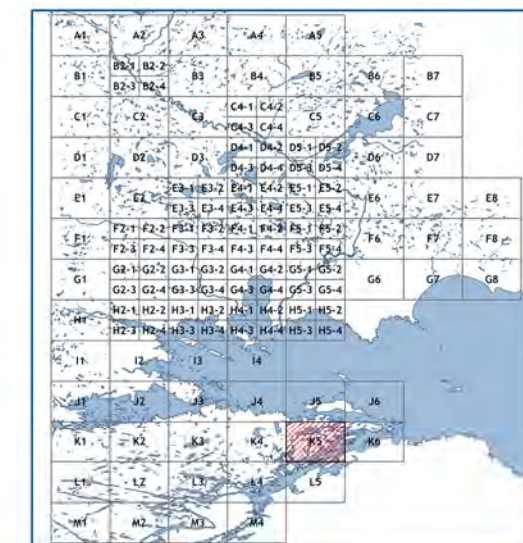 A1 A2 A3 A4 A5
B2-1 B2-2
B1 B3 B4 B5 B6 B7
B2-3 B2-4
C4-1 C4-2
C1 C2 C3 C5 C6 C7
C4-3 C4-4
D4-1 D4-2 D5-1 D5-2
D1 D2 D3 D6 D7
D4-3 D4-4 D5-3 D5-4
E3-1 E3-2 E4-1 E4-2 E5-1 E5-2
E1 E2 E6 E7 E8
E3-3 E3-4 E4-3 E4-4 E5-3 E5-4
F2-1 F2-2 F3-1 F3-2 F4-1 F4-2 F5-1 F5-2
F1 F6 F7 F8
F2-3 F2-4 F3-3 F3-4 F4-3 F4-4 F5-3 F5-4
G2-1 G2-2 G3-1 G3-2 G4-1 G4-2 G5-1 G5-2
G1 G6 G7 G8
G2-3 G2-4 G3-3 G3-4 G4-3 G4-4 G5-3 G5-4
H2-1 H2-2 H3-1 H3-2 H4-1 H4-2 H5-1 H5-2
H1
H2-3 H2-4 H3-3 H3-4 H4-3 H4-4 H5-3 H5-4
I1 I2 I3 I4
J1 J2 J3 J4 J5 J6
K1 K2 K3 K4 K5 K6
L1 L2 L3 L4 L5
M1 M2 M3 M4